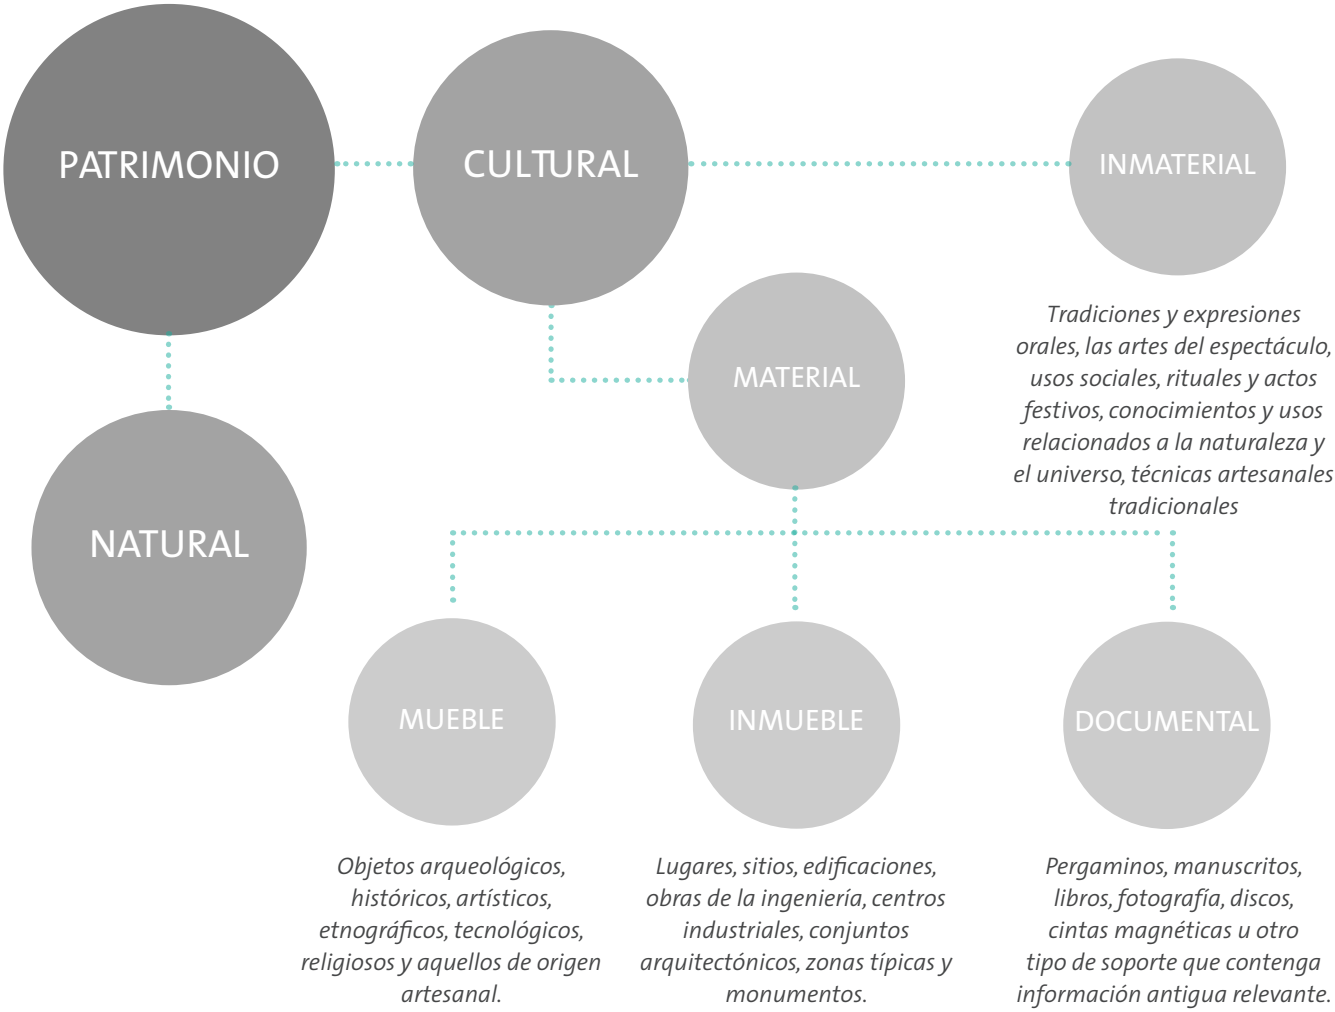 PATRIMONIO
CULTURAL
INMATERIAL
Tradiciones y expresiones
orales, las artes del espectáculo,
usos sociales, rituales y actos
festivos, conocimientos y usos
relacionados a la naturaleza y
el universo, técnicas artesanales
tradicionales
MATERIAL
NATURAL
MUEBLE
Objetos arqueológicos,
históricos, artísticos,
etnográficos, tecnológicos,
religiosos y aquellos de origen
artesanal.
INMUEBLE
Lugares, sitios, edificaciones,
obras de la ingeniería, centros
industriales, conjuntos
arquitectónicos, zonas típicas y
monumentos.
DOCUMENTAL
Pergaminos, manuscritos,
libros, fotografía, discos,
cintas magnéticas u otro
tipo de soporte que contenga
información antigua relevante.